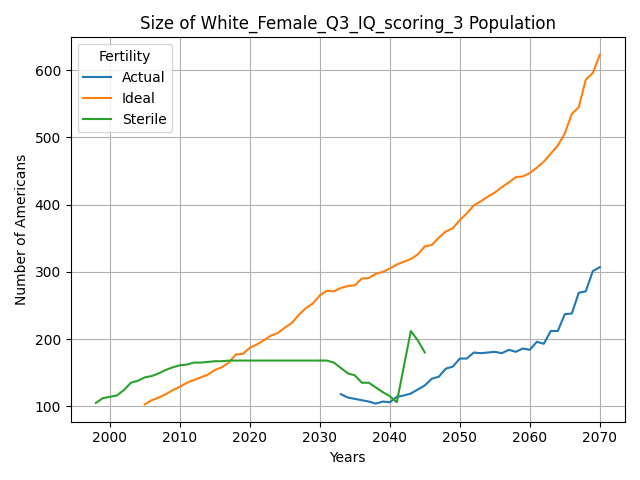 Size of White_Female_Q3_IQ_scoring_3 Population
Fertility
Actual
Ideal
Sterile
Number of Americans
600
500
400
300
200
100
2000 2010 2020 2030 2040 2050 2060 2070
Years